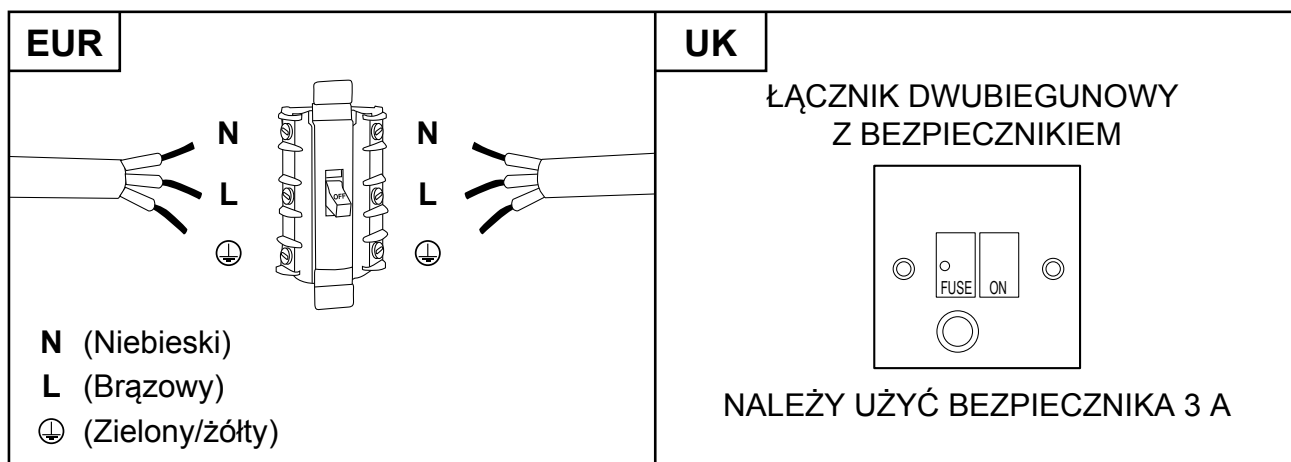 EUR
N
N
OFF
L
L
N (Niebieski)
L (Brązowy)
(Zielony/żółty)
UK
ŁĄCZNIK DWUBIEGUNOWY
Z BEZPIECZNIKIEM
FUSE ON
NALEŻY UŻYĆ BEZPIECZNIKA 3 A